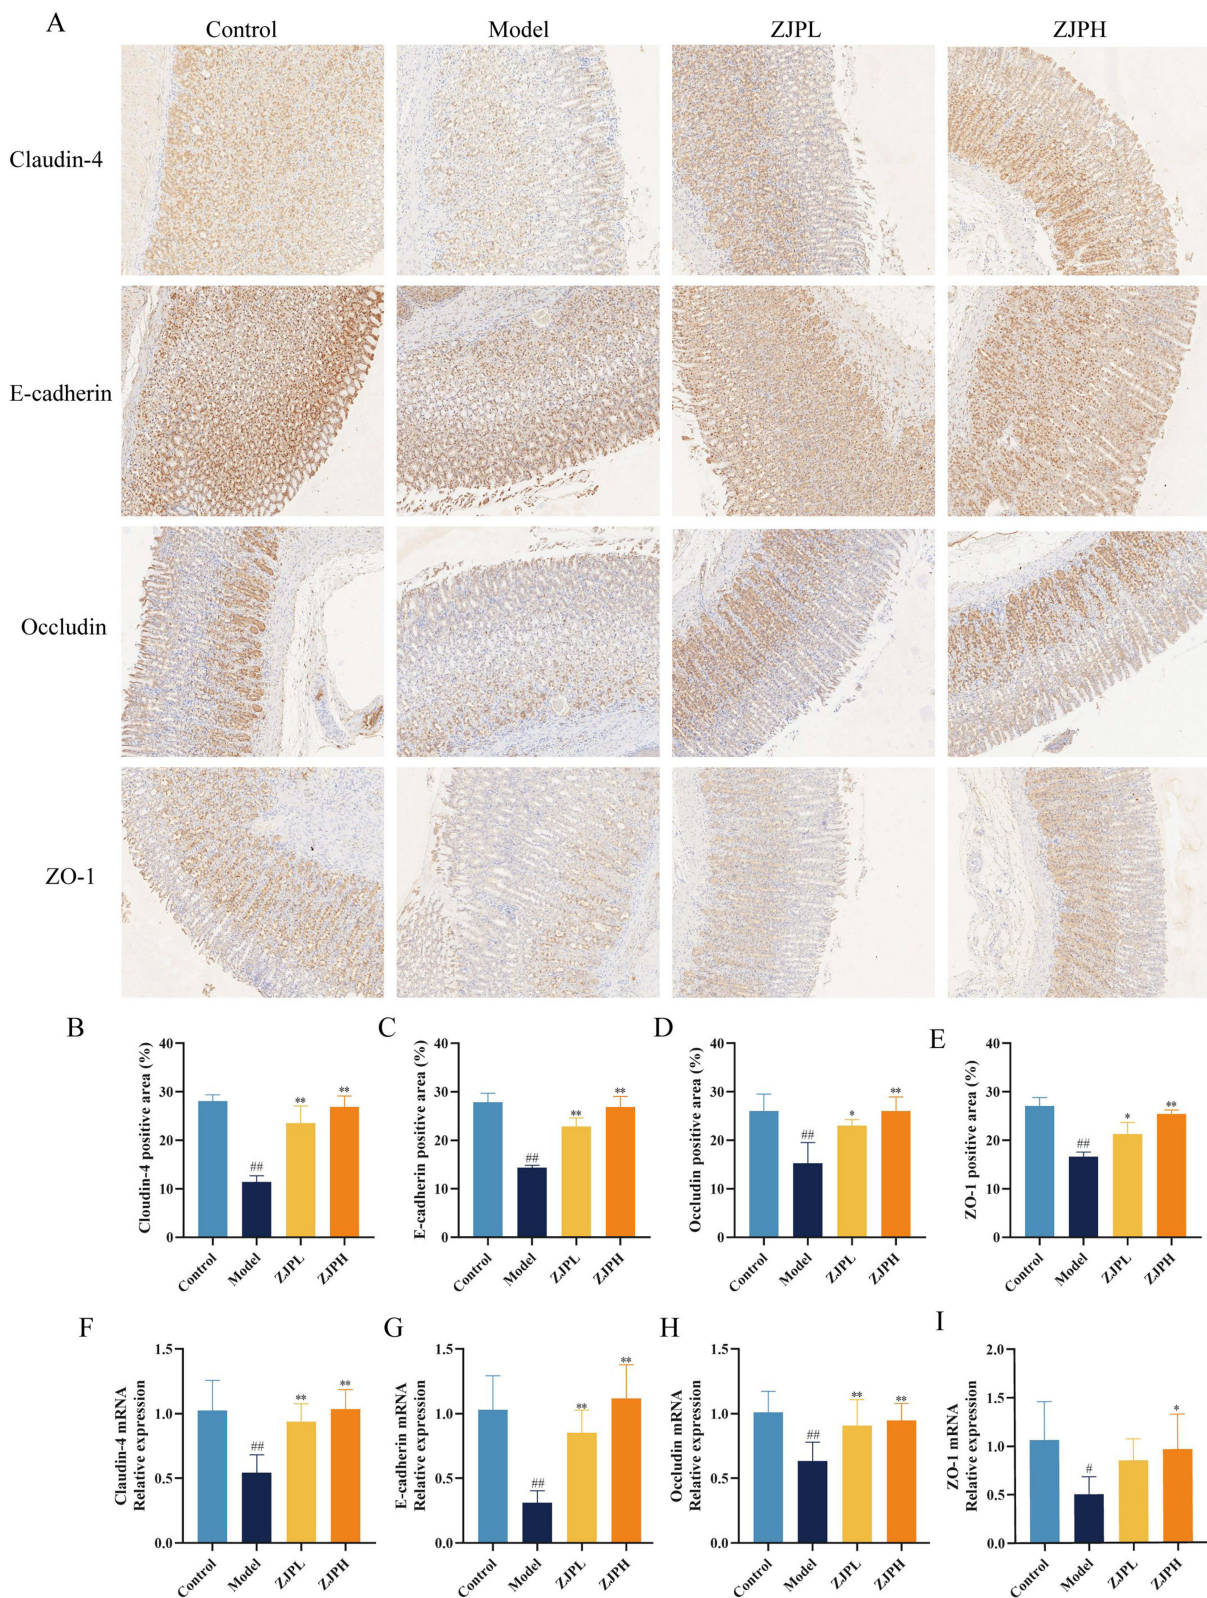 A
Control
Model
ZJPL
ZJPH
Claudin-4
E-cadherin
Occludin
ZO-1
B
Cloudin-4 positive area (%)
40
30
20
10
0
##
**
**
Control
Model
ZJPL
ZJPH
C
E-cadherin positive area (%)
40
30
20
10
0
##
**
**
Control
Model
ZJPL
ZJPH
D
Occludin positive area (%)
40
30
20
10
0
##
*
**
Control
Model
ZJPL
ZJPH
E
ZO-1 positive area (%)
40
30
20
10
0
##
*
**
Control
Model
ZJPL
ZJPH
F
Claudin-4 mRNA
Relative expression
1.5
1.0
0.5
0.0
##
**
**
Control
Model
ZJPL
ZJPH
G
E-cadherin mRNA
Relative expression
1.5
1.0
0.5
0.0
##
**
**
Control
Model
ZJPL
ZJPH
H
Occludin mRNA
Relative expression
1.5
1.0
0.5
0.0
##
**
**
Control
Model
ZJPL
ZJPH
I
ZO-1 mRNA
Relative expression
2.0
1.5
1.0
0.5
0.0
#
*
Control
Model
ZJPL
ZJPH